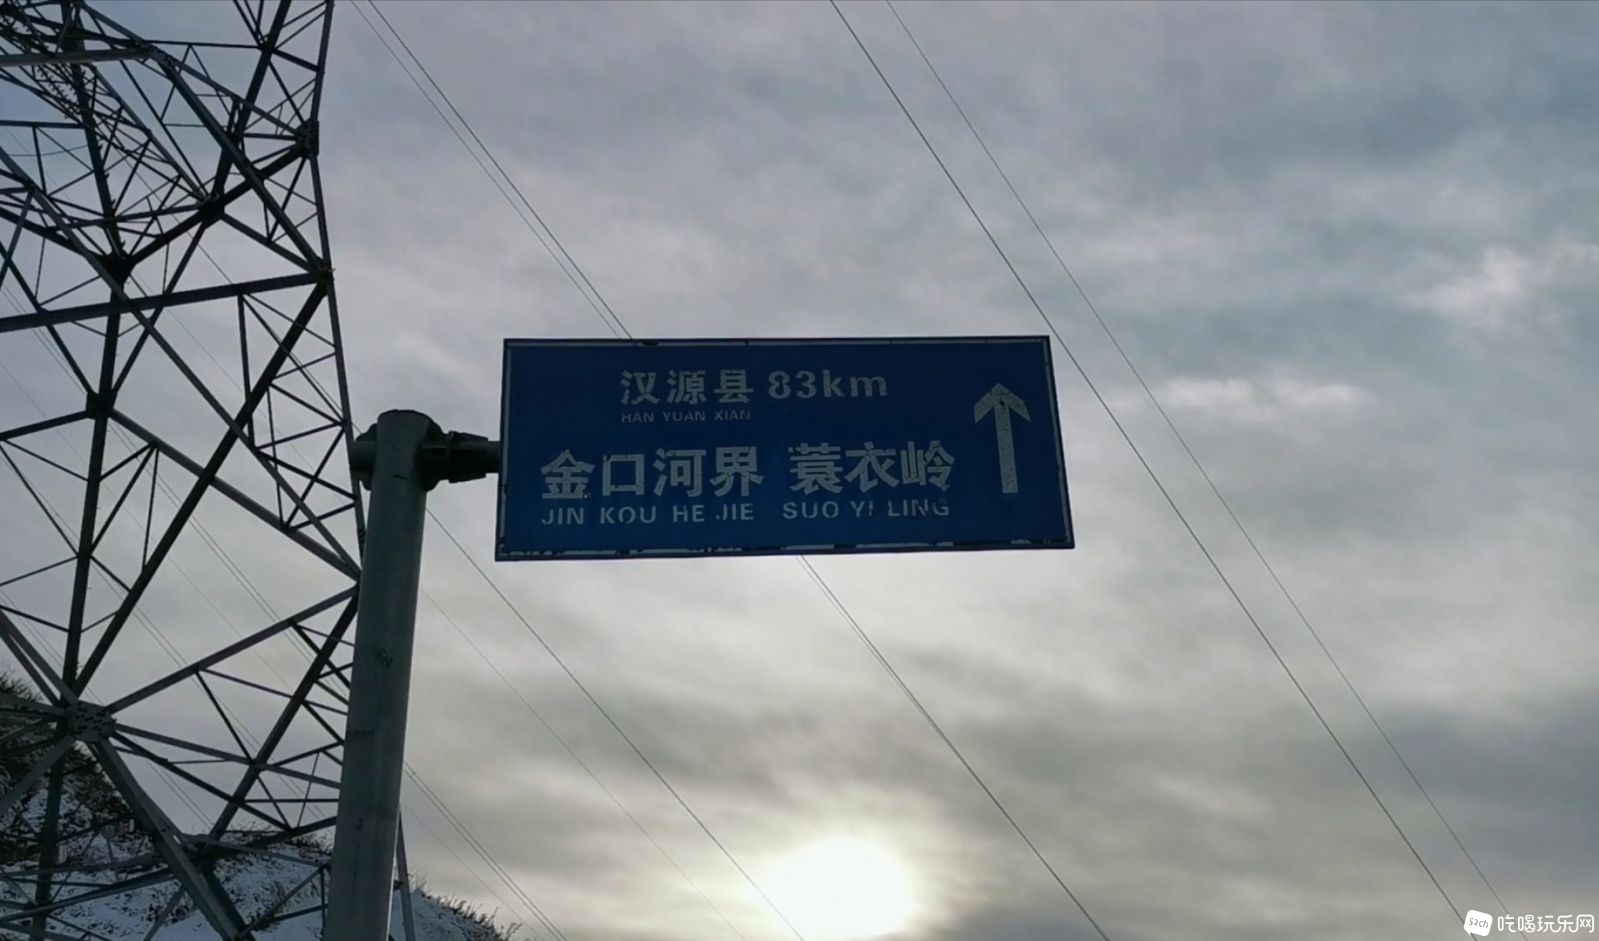 汉源县 83km
HAN YUAN XIAN
金口河界 蓑衣岭
JIN KOU HE JIE SUO YI LING
吃喝玩乐网